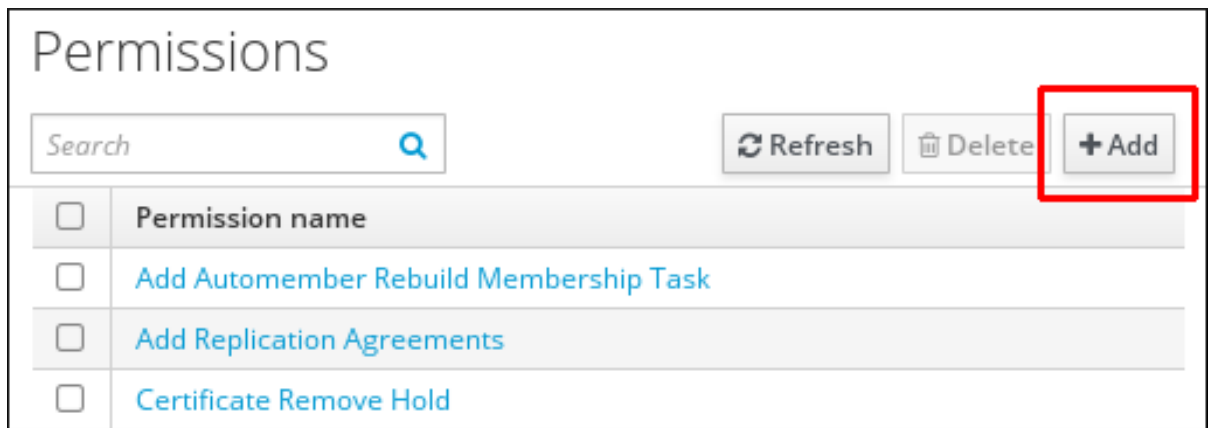 Permissions
Search Refresh Delete Add
Permission name
Add Automember Rebuild Membership Task
Add Replication Agreements
Certificate Remove Hold